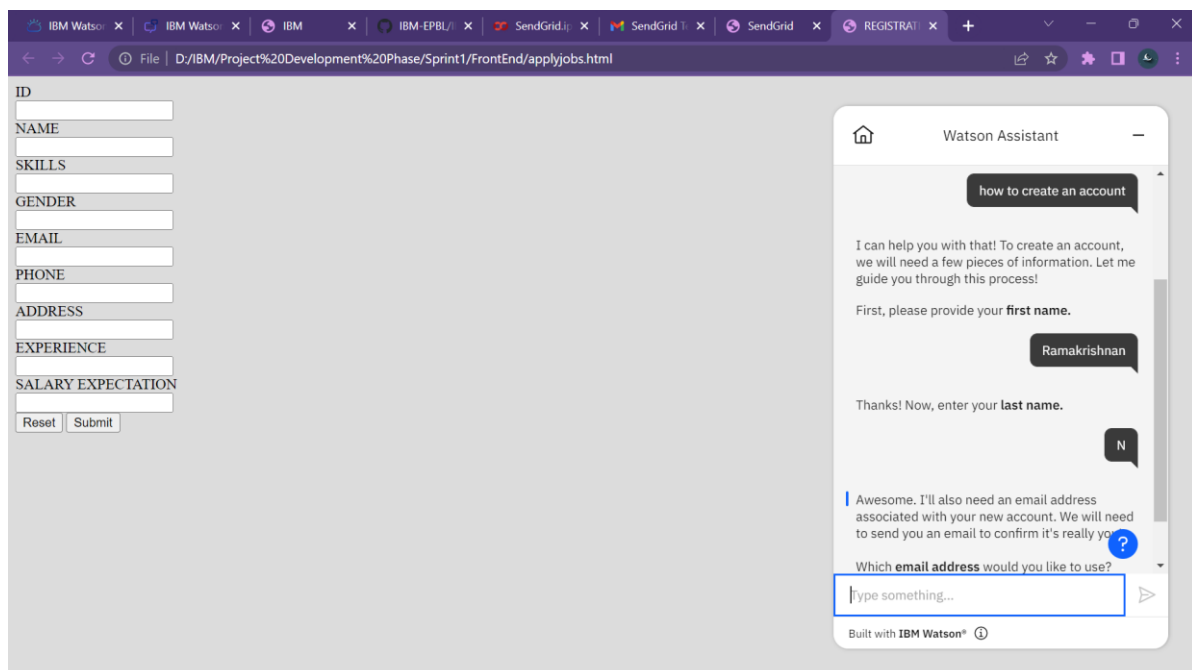 IBM Watson
IBM Watson
IBM
IBM-EPBL/I
SendGrid.ip
SendGrid T
SendGrid
REGISTRATI
File | D:/IBM/Project%20Development%20Phase/Sprint1/FrontEnd/applyjobs.html
ID
NAME
SKILLS
GENDER
EMAIL
PHONE
ADDRESS
EXPERIENCE
SALARY EXPECTATION
Reset Submit
Watson Assistant
how to create an account
I can help you with that! To create an account,
we will need a few pieces of information. Let me
guide you through this process!
First, please provide your first name.
Ramakrishnan
Thanks! Now, enter your last name.
N
Awesome. I'll also need an email address
associated with your new account. We will need
to send you an email to confirm it's really yo
?
Which email address would you like to use?
Type something...
Built with IBM Watson®